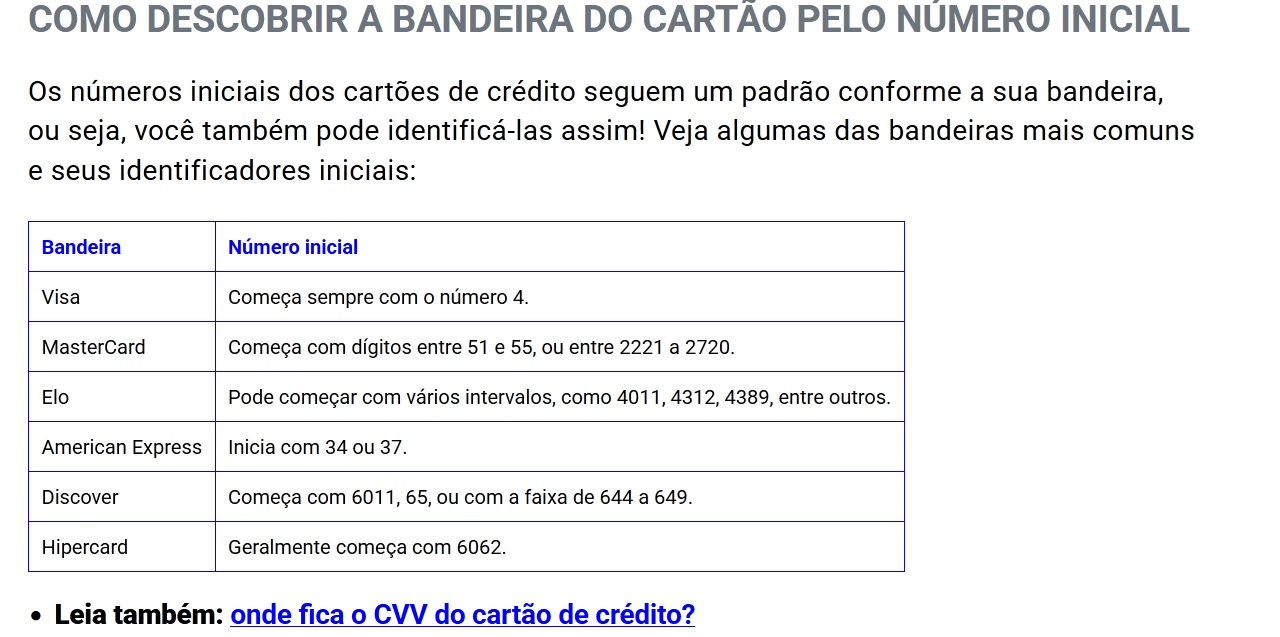 COMO DESCOBRIR A BANDEIRA DO CARTÃO PELO NÚMERO INICIAL
Os números iniciais dos cartões de crédito seguem um padrão conforme a sua bandeira,
ou seja, você também pode identificá-las assim! Veja algumas das bandeiras mais comuns
e seus identificadores iniciais:
Bandeira Número inicial
Visa Começa sempre com o número 4.
MasterCard Começa com dígitos entre 51 e 55, ou entre 2221 a 2720.
Elo Pode começar com vários intervalos, como 4011, 4312, 4389, entre outros.
American Express Inicia com 34 ou 37.
Discover Começa com 6011, 65, ou com a faixa de 644 a 649.
Hipercard Geralmente começa com 6062.
• Leia também: onde fica o CVV do cartão de crédito?